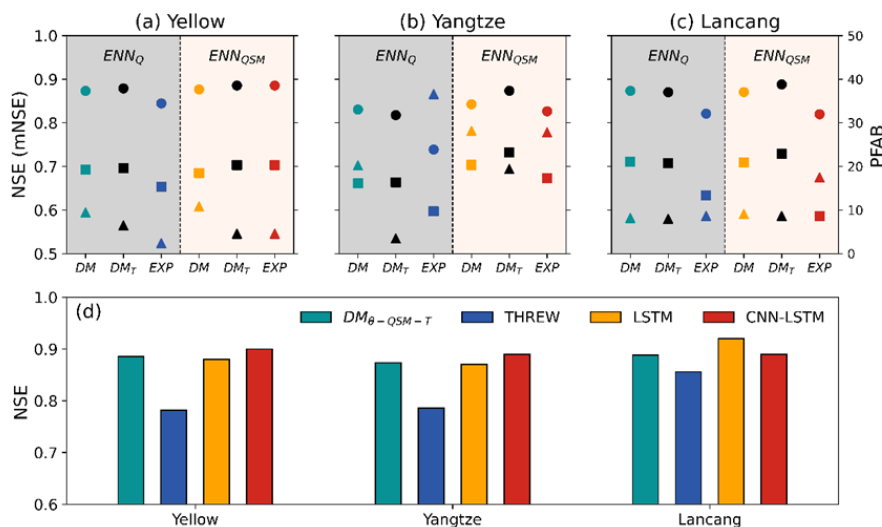 (a) Yellow (b) Yangtze (c) Lancang
NSE (mNSE)
1.0
0.9
0.8
0.7
0.6
0.5
ENN_Q ENN_QSM
ENN_Q ENN_QSM
ENN_Q ENN_QSM
50
40
30
20
10
0
PFAB
DM DM_T EXP DM DM_T EXP
DM DM_T EXP DM DM_T EXP
DM DM_T EXP DM DM_T EXP
(d)
DM_θ−QSM−T THREW LSTM CNN-LSTM
NSE
1.0
0.9
0.8
0.7
0.6
Yellow Yangtze Lancang